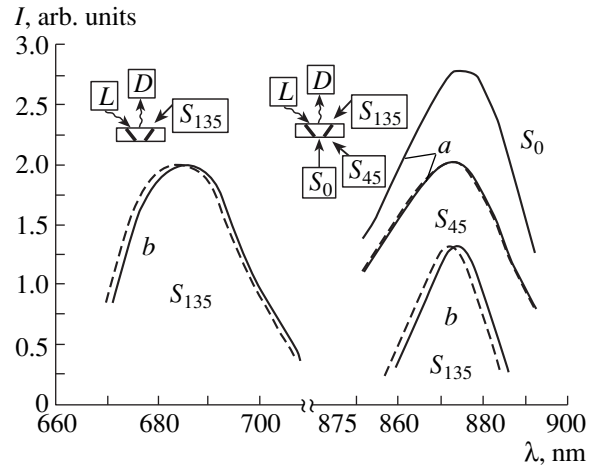 I, arb. units
3.0
2.5
2.0
1.5
1.0
0.5
0
L
D
S135
L
D
S135
S0
S45
a
S0
S45
b
S135
b
S135
660
680
700
875
860
880
900
λ, nm